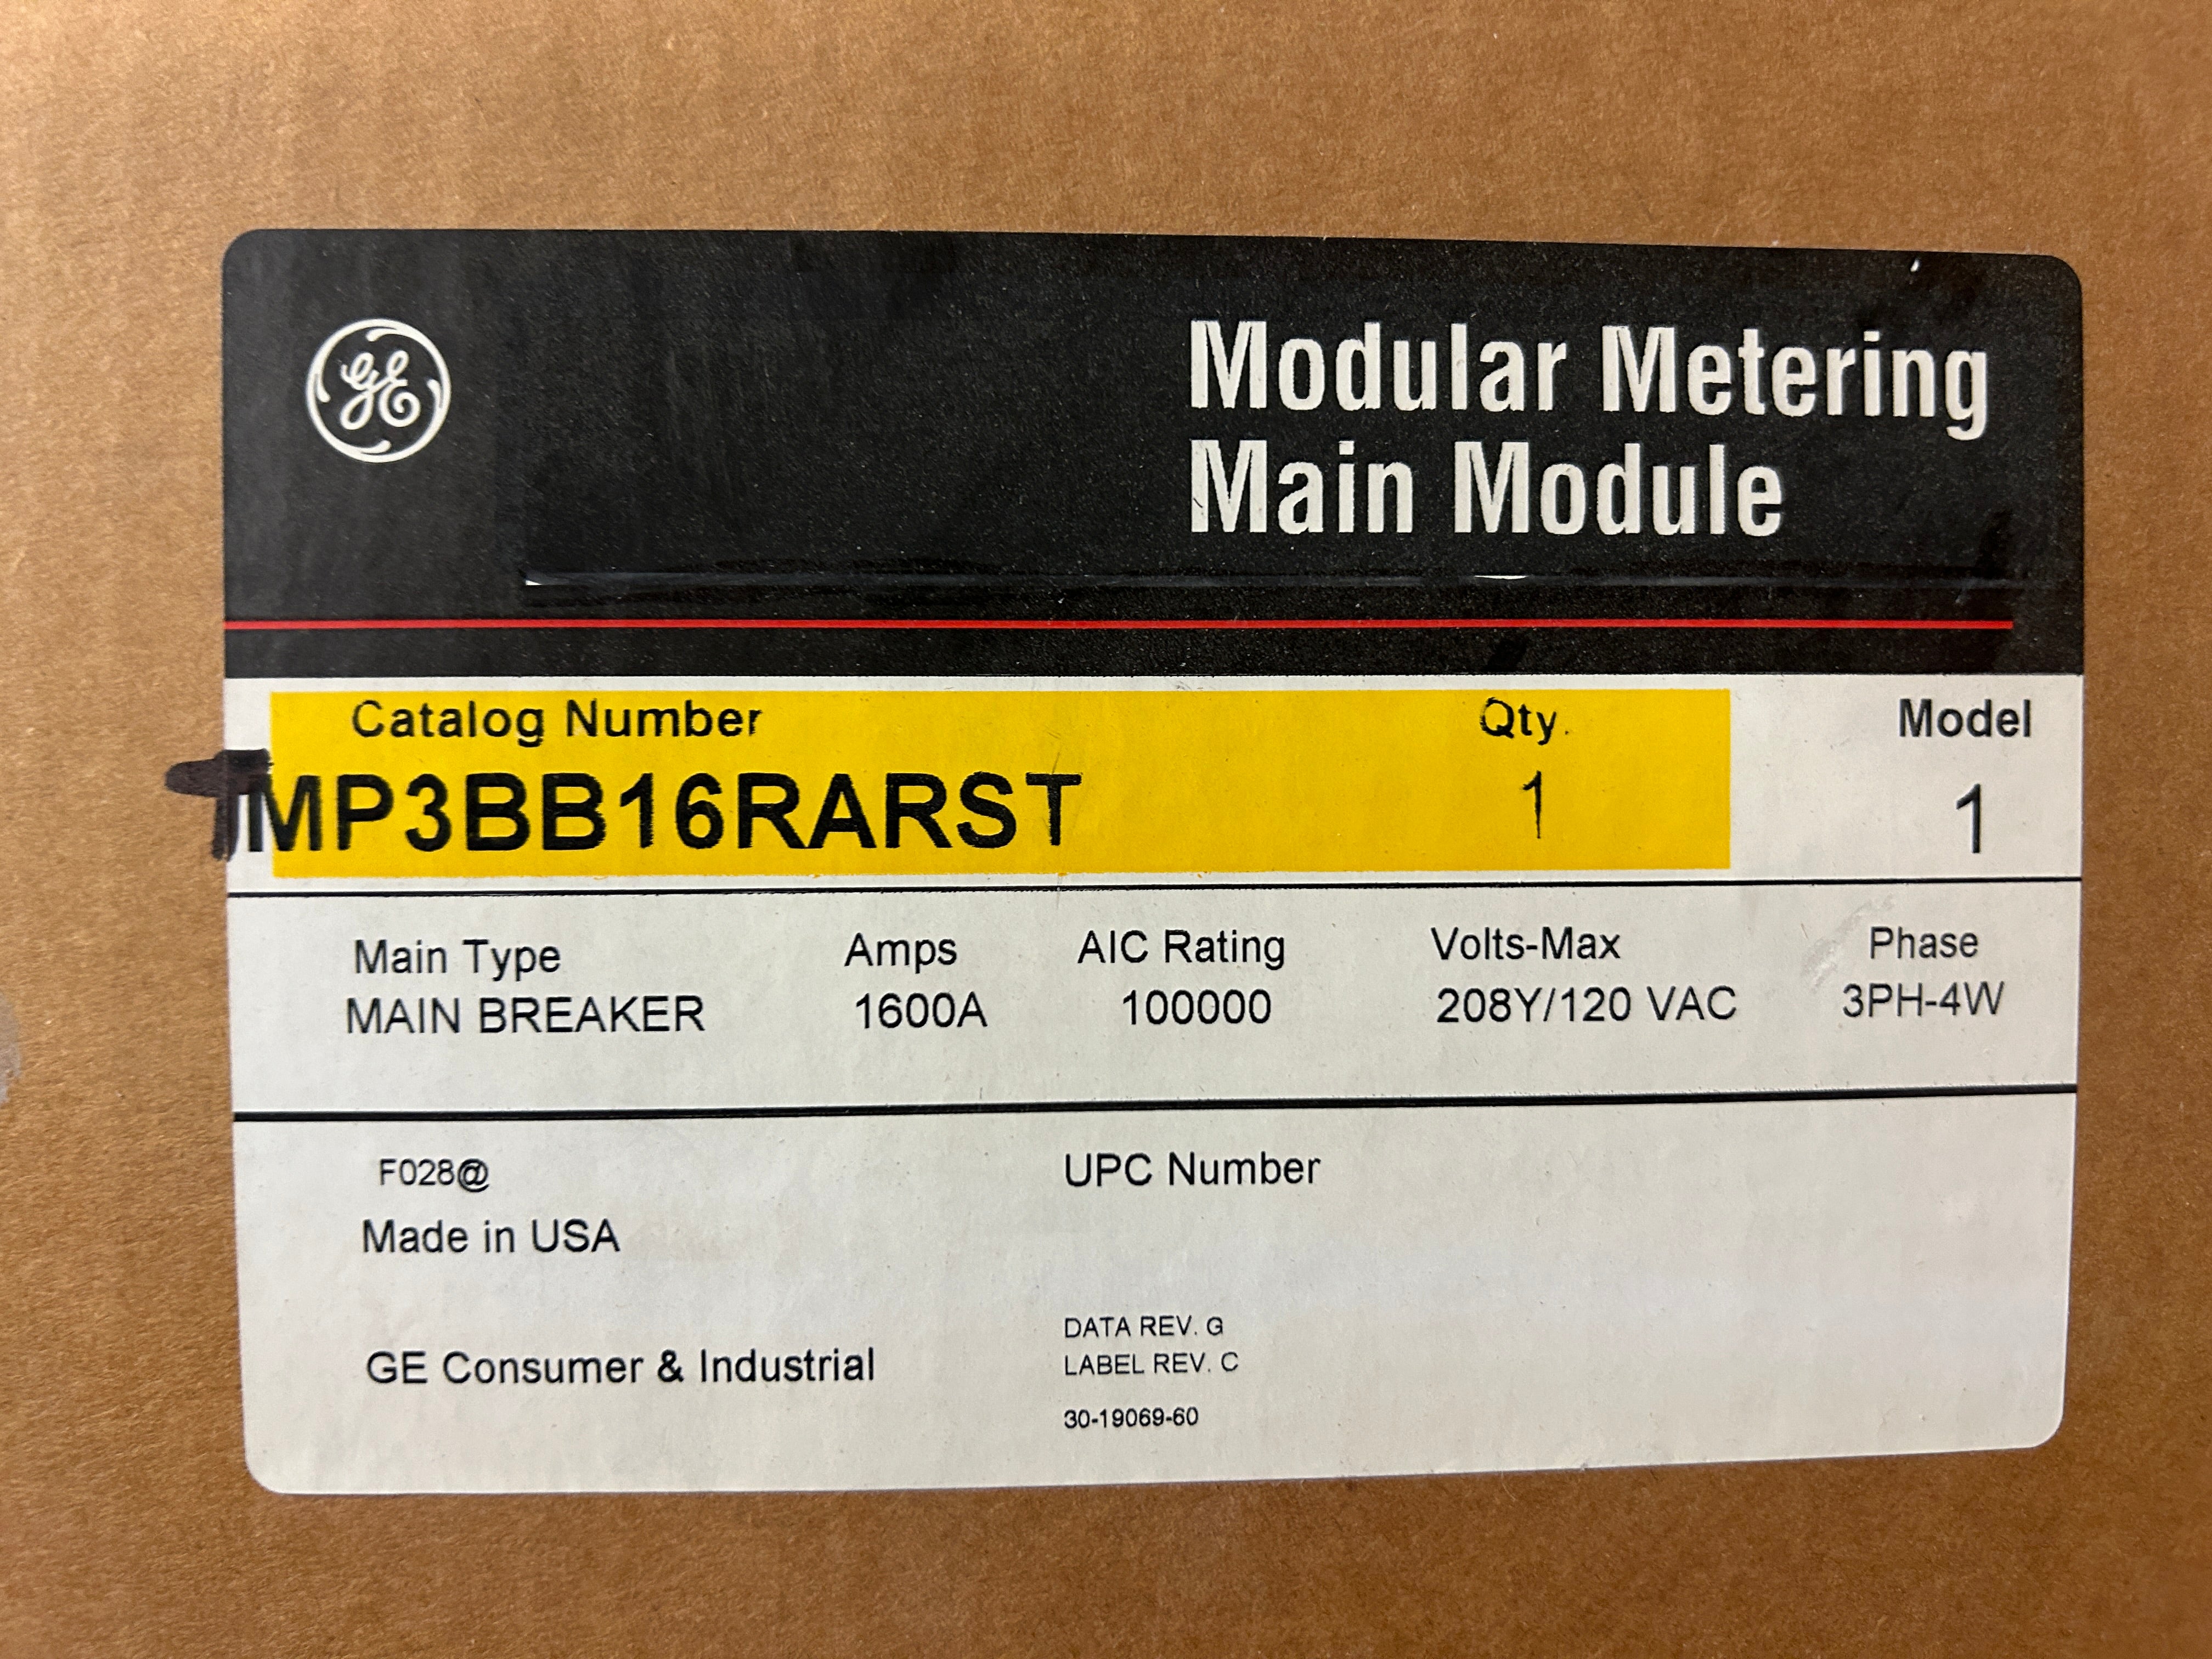 GE
Modular Metering
Main Module
Catalog Number Qty. Model
TMP3BB16RARST 1 1
Main Type Amps AIC Rating Volts-Max Phase
MAIN BREAKER 1600A 100000 208Y/120 VAC 3PH-4W
F028@ UPC Number
Made in USA
DATA REV. G
GE Consumer & Industrial LABEL REV. C
30-19069-60